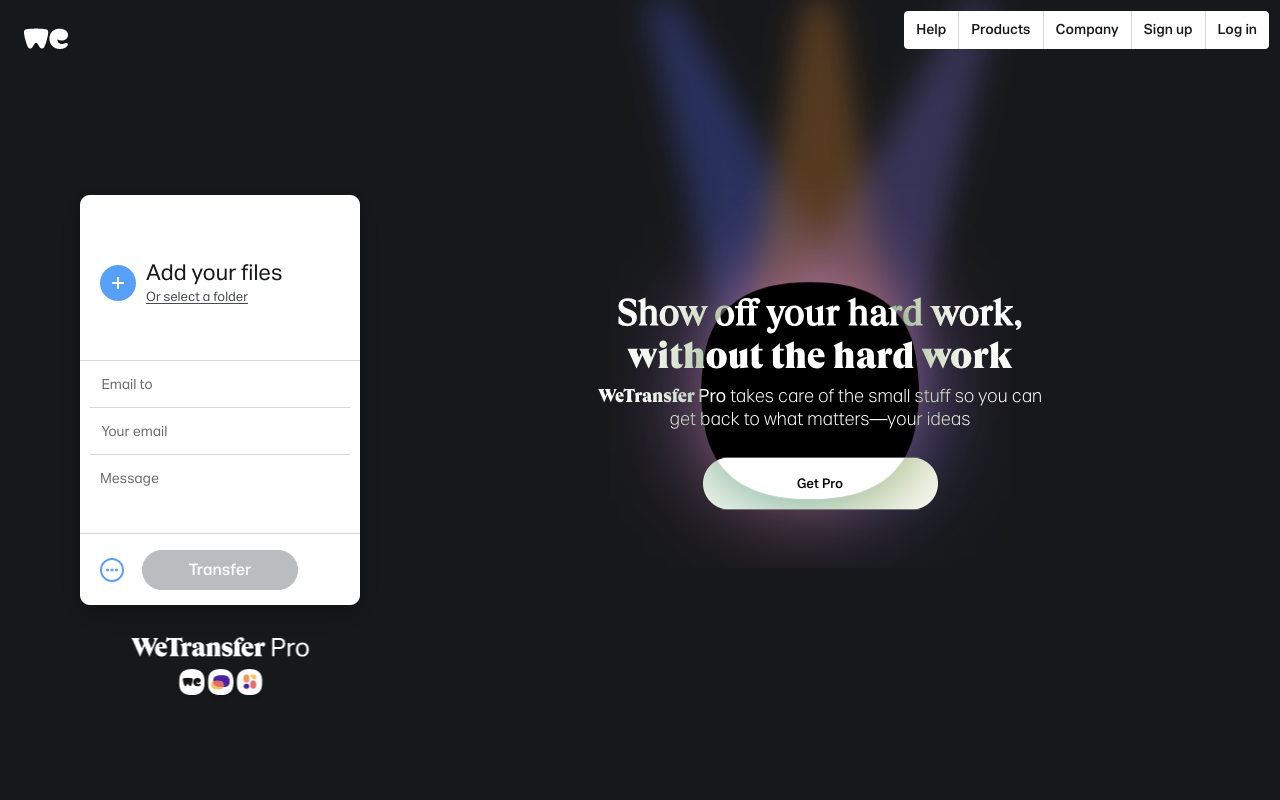 we
Help
Products
Company
Sign up
Log in
Add your files
Or select a folder
Email to
Your email
Message
Transfer
WeTransfer Pro
we
Show off your hard work,
without the hard work
WeTransfer Pro takes care of the small stuff so you can
get back to what matters—your ideas
Get Pro